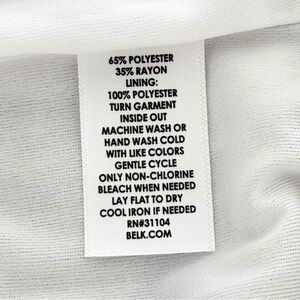 65% POLYESTER
35% RAYON
LINING:
100% POLYESTER
TURN GARMENT
INSIDE OUT
MACHINE WASH OR
HAND WASH COLD
WITH LIKE COLORS
GENTLE CYCLE
ONLY NON-CHLORINE
BLEACH WHEN NEEDED
LAY FLAT TO DRY
COOL IRON IF NEEDED
RN#31104
BELK.COM